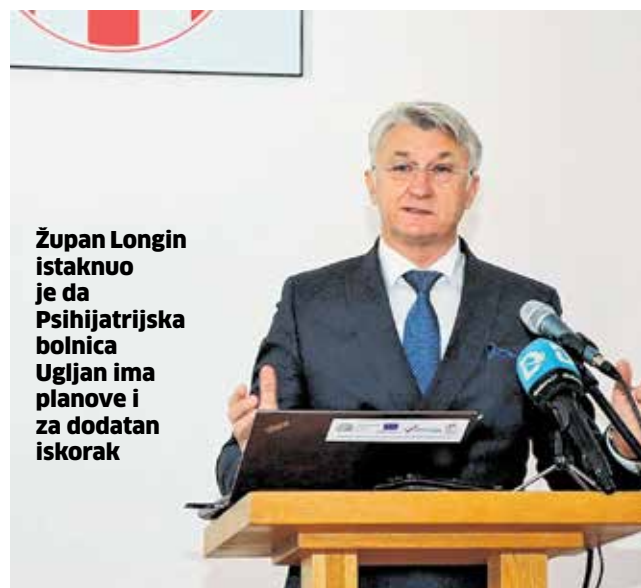 Župan Longin
istaknuo
je da
Psihijatrijska
bolnica
Ugljan ima
planove i
za dodatan
iskorak